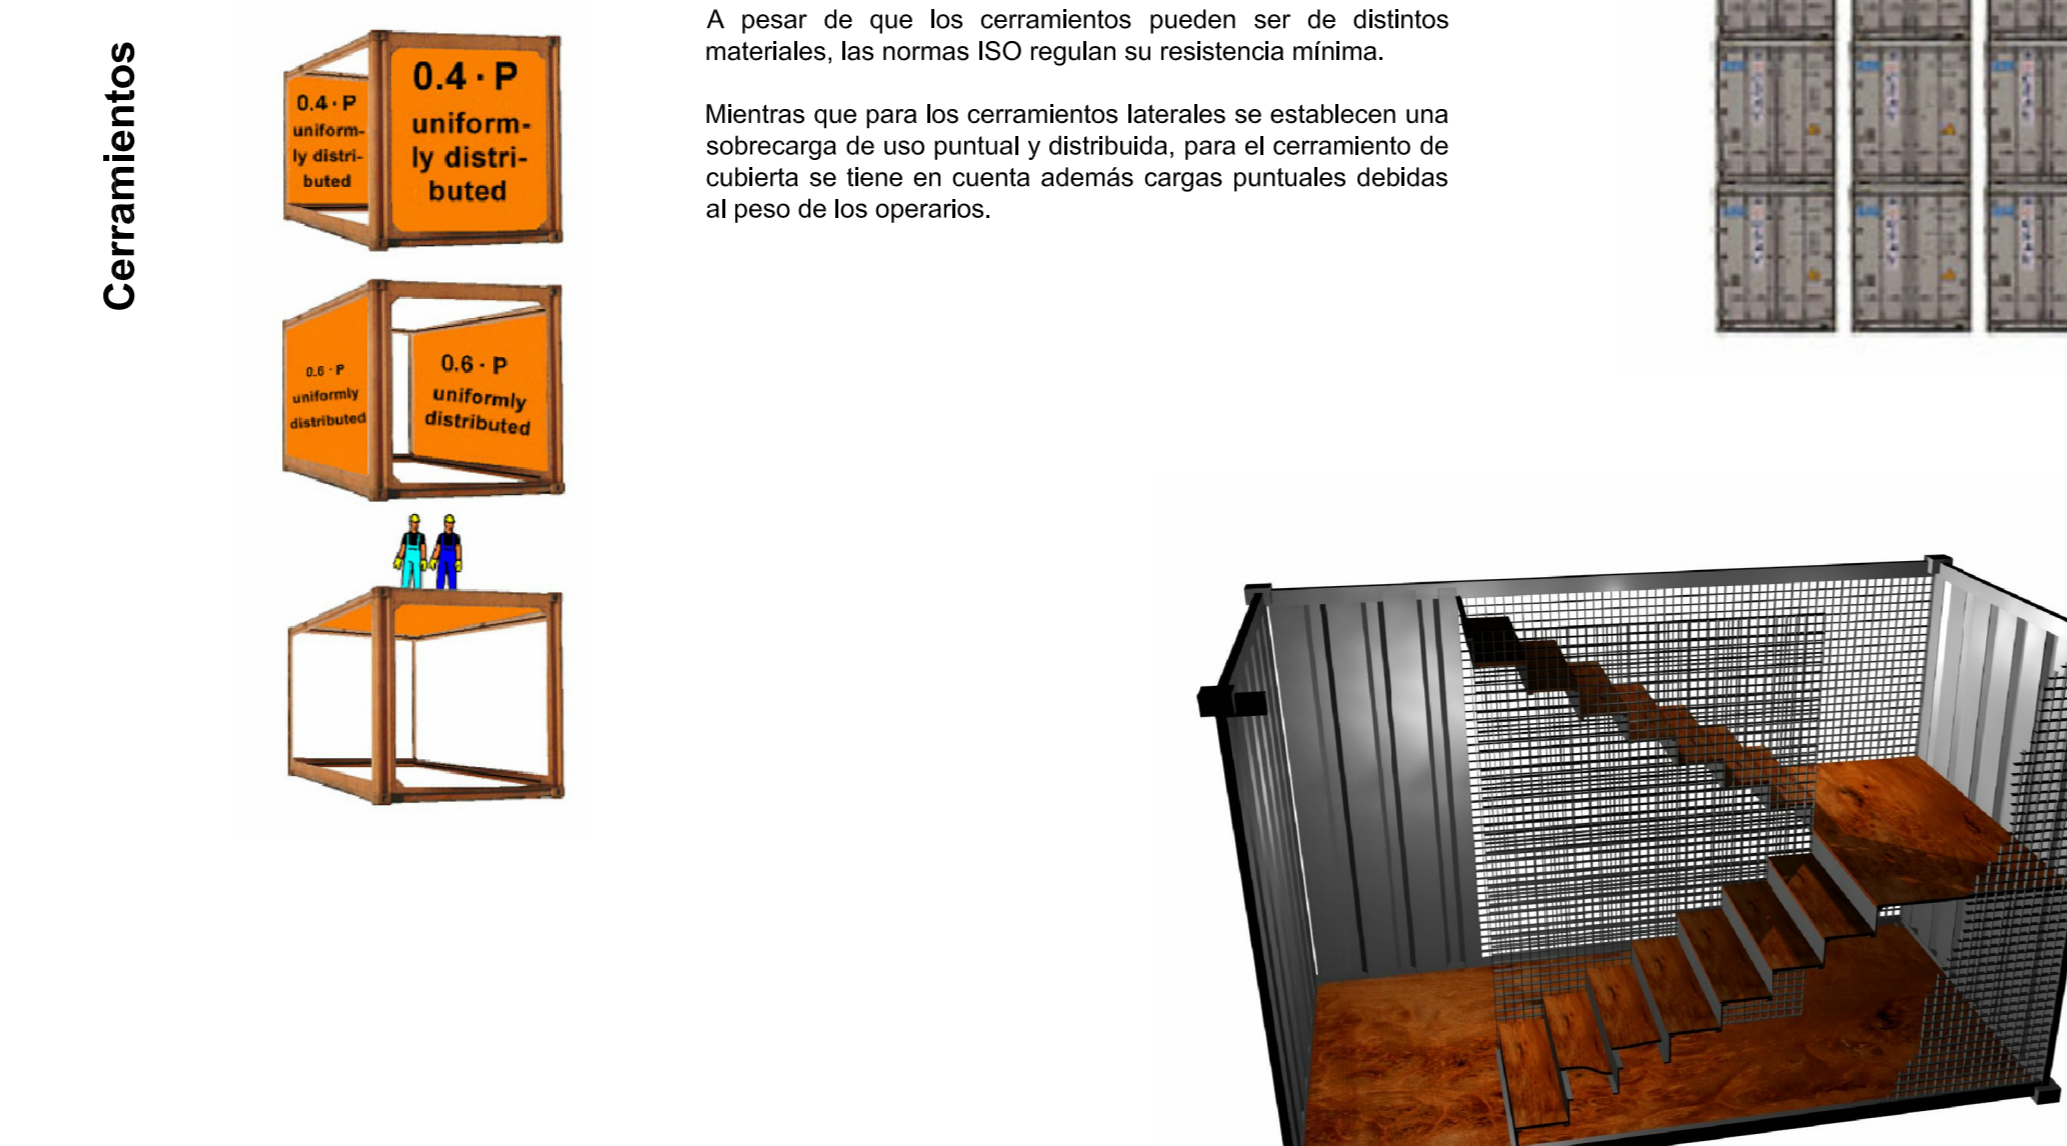 Cerramientos
0.4 · P
uniform-
ly distri-
buted
0.4 · P
uniform-
ly distri-
buted
0.6 · P
uniformly
distributed
0.6 · P
uniformly
distributed
A pesar de que los cerramientos pueden ser de distintos
materiales, las normas ISO regulan su resistencia mínima.
Mientras que para los cerramientos laterales se establecen una
sobrecarga de uso puntual y distribuida, para el cerramiento de
cubierta se tiene en cuenta además cargas puntuales debidas
al peso de los operarios.